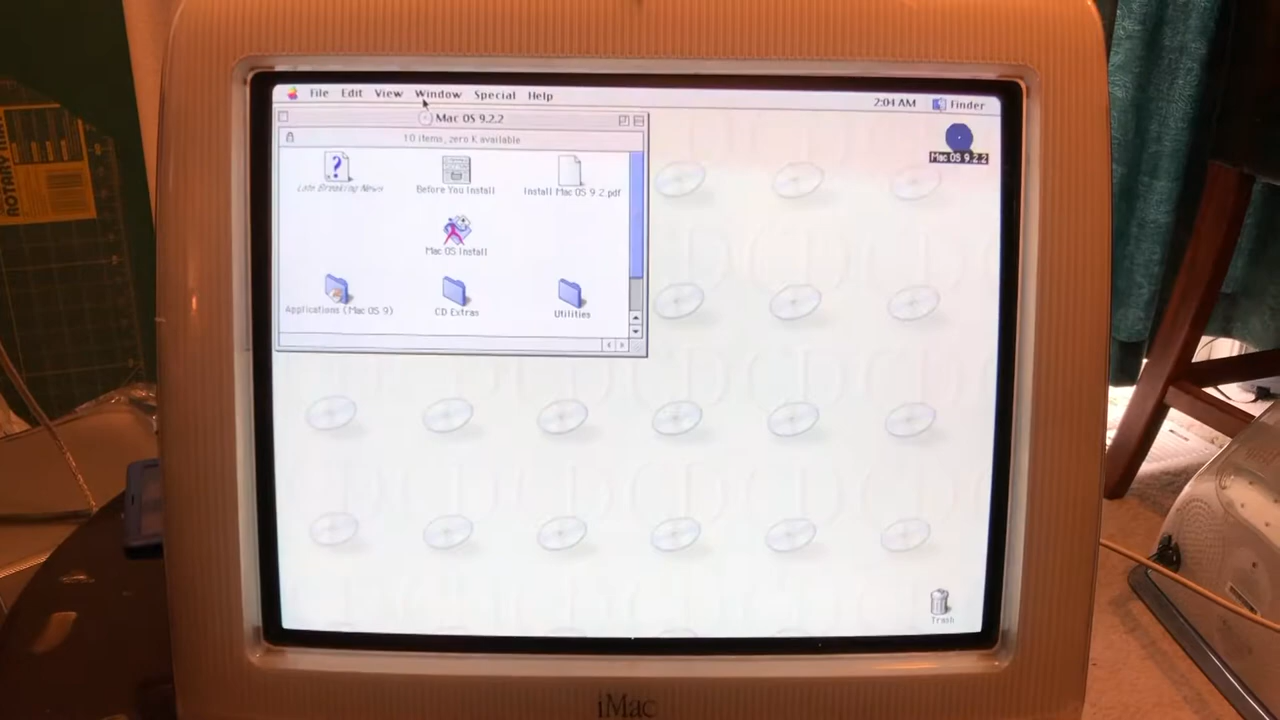 File Edit View Window Special Help 2:04 AM Finder
Mac OS 9.2.2
10 items, zero K available
Late Breaking News
Before You Install
Install Mac OS 9.2.pdf
Mac OS Install
Applications (Mac OS 9)
CD Extras
Utilities
Mac OS 9.2.2
Trash
iMac
ROTARY